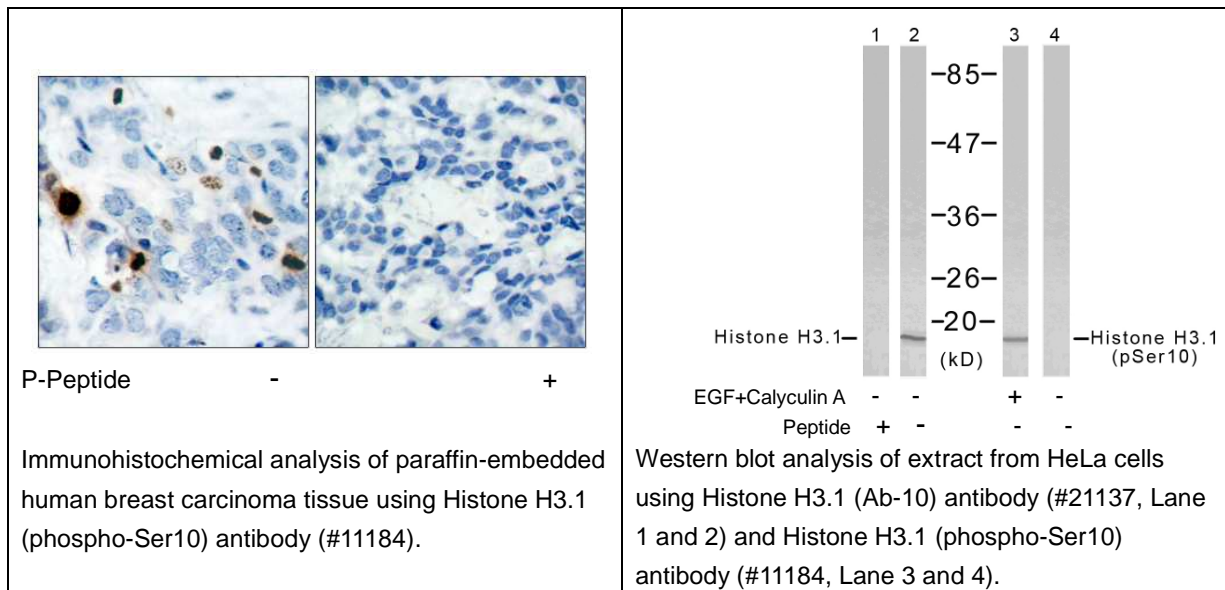 P-Peptide - +
Immunohistochemical analysis of paraffin-embedded
human breast carcinoma tissue using Histone H3.1
(phospho-Ser10) antibody (#11184).
1 2 3 4
–85–
–47–
–36–
–26–
–20–
Histone H3.1–
(kD)
–Histone H3.1
(pSer10)
EGF+Calyculin A - - + -
Peptide + - - -
Western blot analysis of extract from HeLa cells
using Histone H3.1 (Ab-10) antibody (#21137, Lane
1 and 2) and Histone H3.1 (phospho-Ser10)
antibody (#11184, Lane 3 and 4).